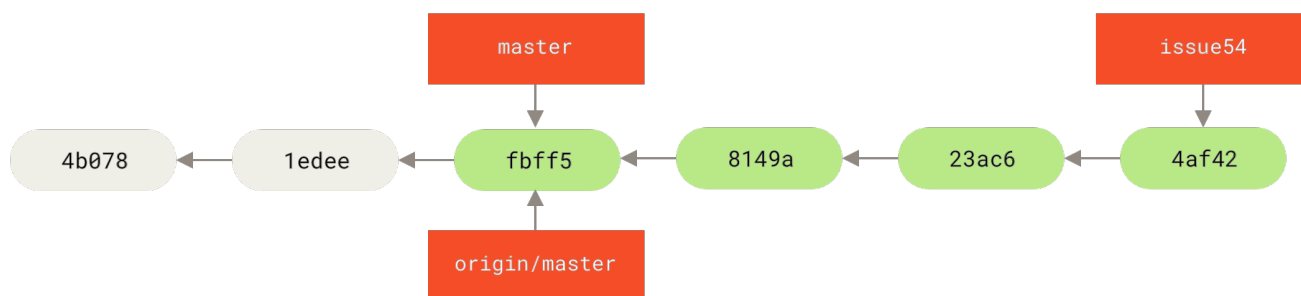 master
issue54
4b078
1edee
fbff5
8149a
23ac6
4af42
origin/master